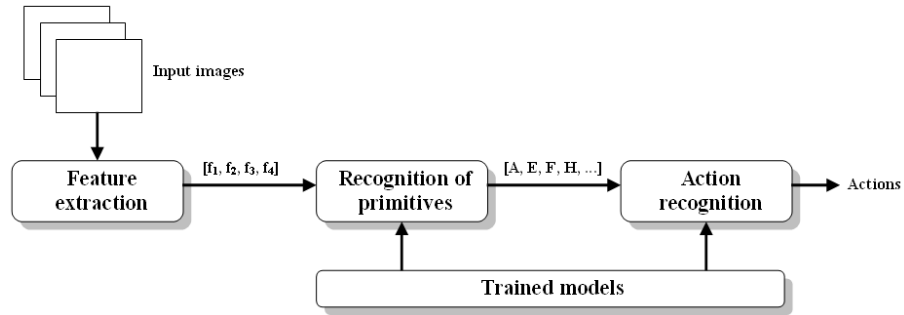 Input images
[f₁, f₂, f₃, f₄]
[A, E, F, H, ...]
Feature
extraction
Recognition of
primitives
Action
recognition
Actions
Trained models